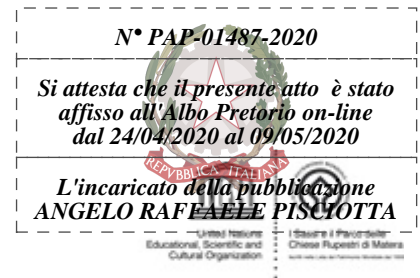 N° PAP-01487-2020
Si attesta che il presente atto è stato
affisso all'Albo Pretorio on-line
dal 24/04/2020 al 09/05/2020
L'incaricato della pubblicazione
ANGELO RAFFAELE PISCIOTTA
REPVBBLICA ITALIANA
United Nations
Educational, Scientific and
Cultural Organization
I Sassi e il Parco delle
Chiese Rupestri di Matera